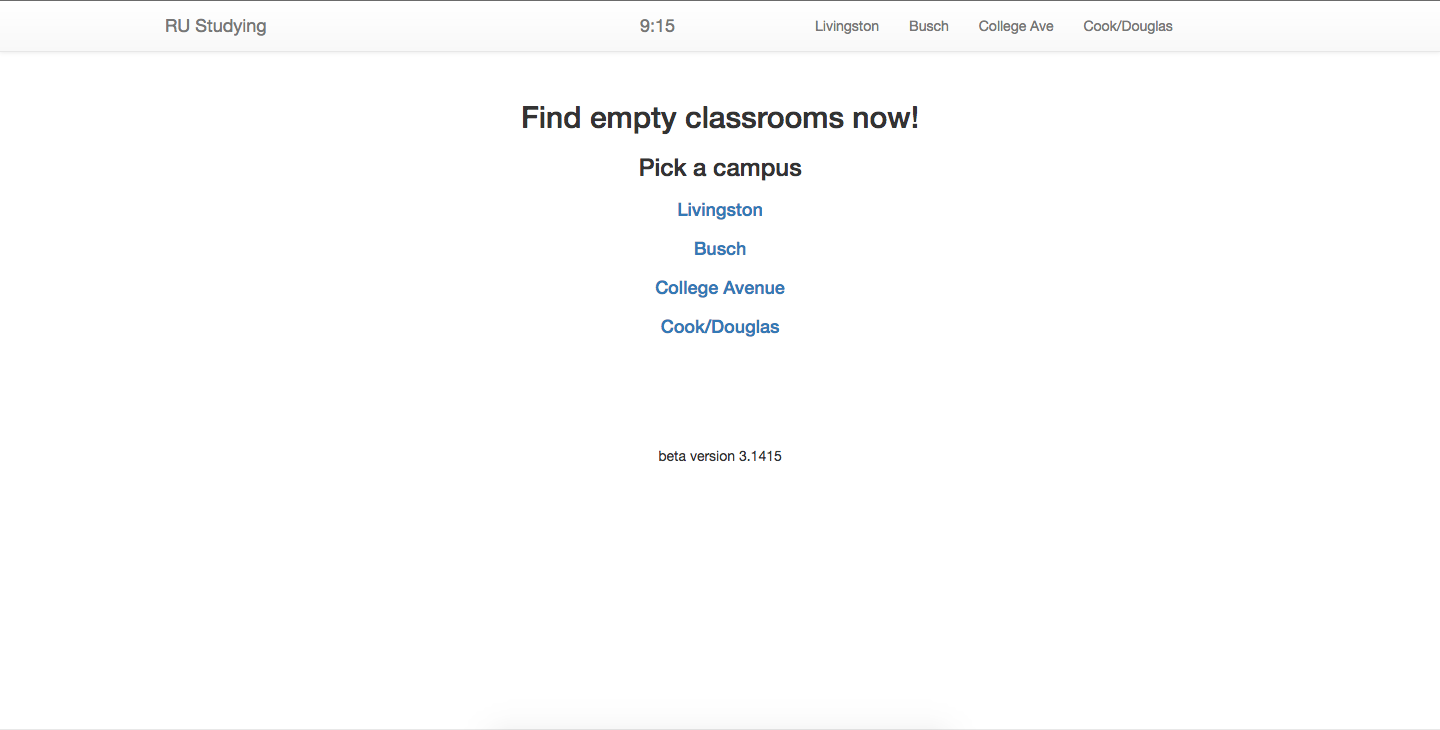 RU Studying 9:15 Livingston Busch College Ave Cook/Douglas
Find empty classrooms now!
Pick a campus
Livingston
Busch
College Avenue
Cook/Douglas
beta version 3.1415